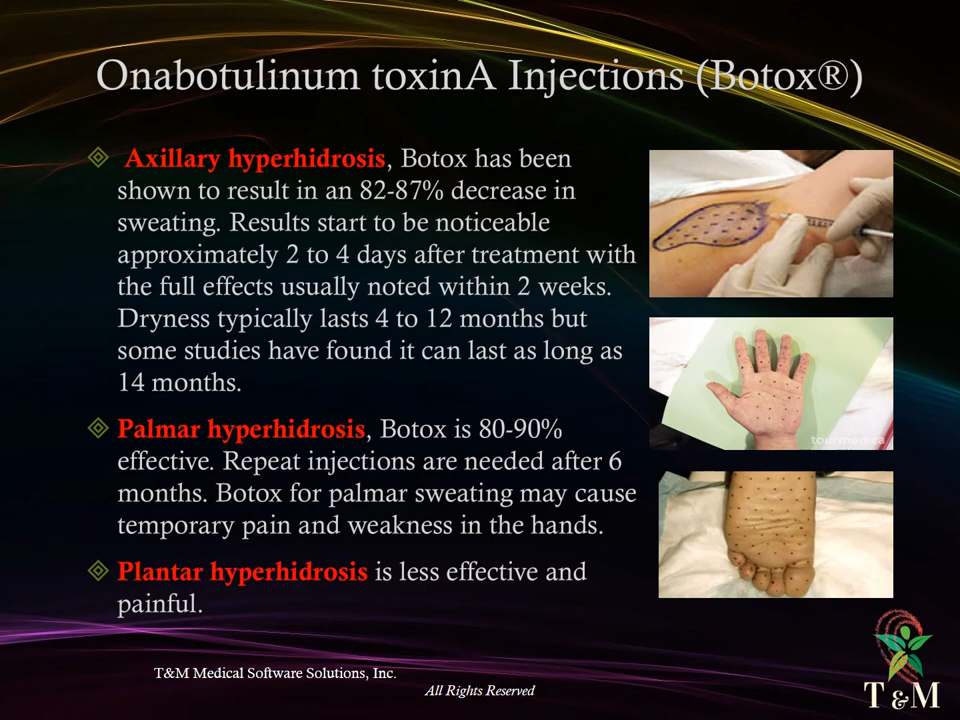 Onabotulinum toxinA Injections (Botox®)
Axillary hyperhidrosis, Botox has been
shown to result in an 82-87% decrease in
sweating. Results start to be noticeable
approximately 2 to 4 days after treatment with
the full effects usually noted within 2 weeks.
Dryness typically lasts 4 to 12 months but
some studies have found it can last as long as
14 months.
Palmar hyperhidrosis, Botox is 80-90%
effective. Repeat injections are needed after 6
months. Botox for palmar sweating may cause
temporary pain and weakness in the hands.
Plantar hyperhidrosis is less effective and
painful.
tourmedica
T&M Medical Software Solutions, Inc.
All Rights Reserved
T & M